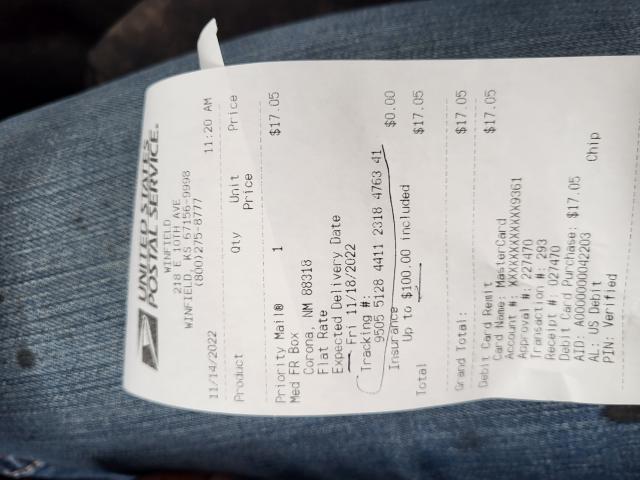 UNITED STATES
POSTAL SERVICE.
WINFIELD
218 E 10TH AVE
WINFIELD, KS 67156-9998
(800)275-8777
11/14/2022 11:20 AM
Product Qty Unit Price
Price
Priority Mail® 1 $17.05
Med FR Box
Corona, NM 88318
Flat Rate
Expected Delivery Date
Fri 11/18/2022
Tracking #:
9505 5128 4411 2318 4763 41
Insurance $0.00
Up to $100.00 included
Total $17.05
Grand Total: $17.05
Debit Card Remit $17.05
Card Name: MasterCard
Account #: XXXXXXXXXXXX9361
Approval #: 227470
Transaction #: 293
Receipt #: 027470
Debit Card Purchase: $17.05
AID: A0000000042203 Chip
AL: US Debit
PIN: Verified